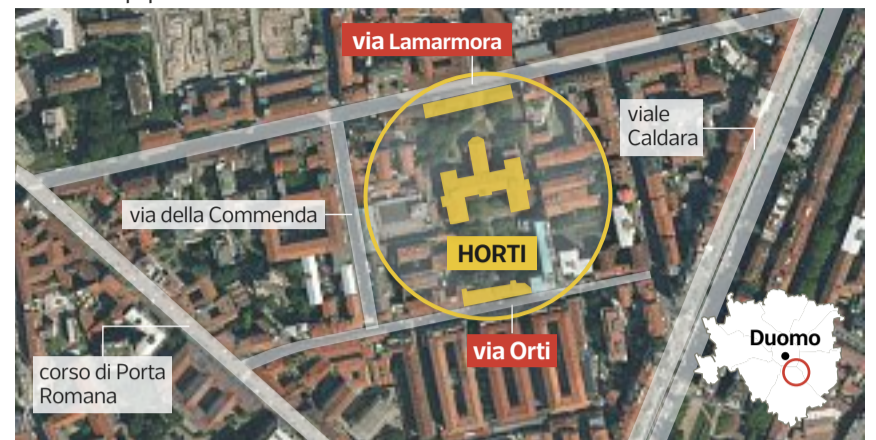 via Lamarmora
viale
Caldara
via della Commenda
HORTI
Duomo
via Orti
corso di Porta
Romana